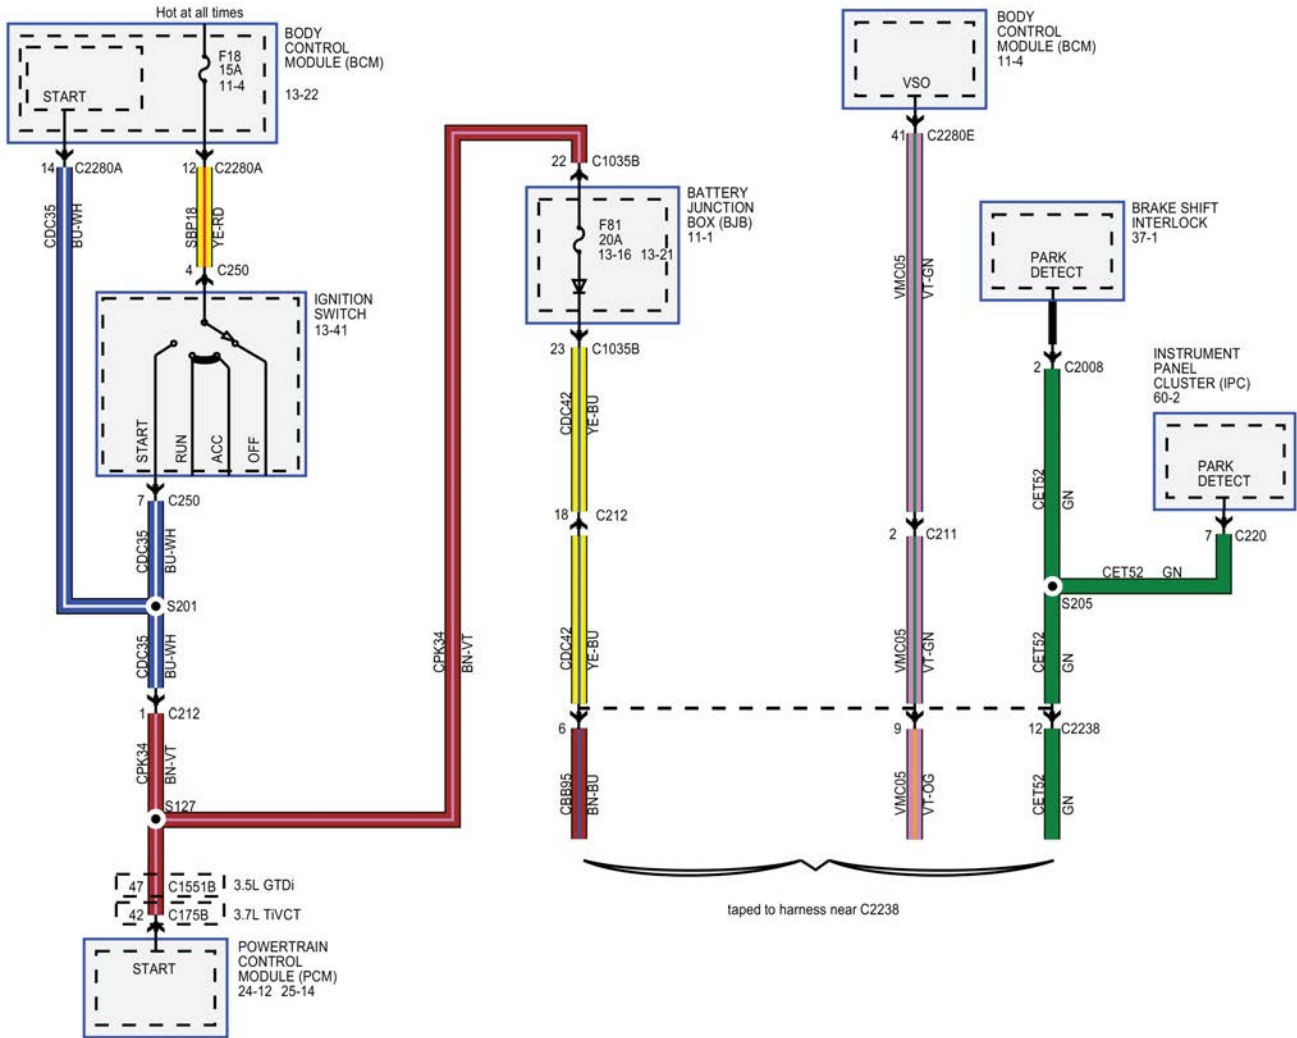 Hot at all times
BODY
CONTROL
MODULE (BCM)
13-22
F18
15A
11-4
START
14
C2280A
12
C2280A
CDC35
BU-WH
SBP18
YE-RD
4
C250
IGNITION
SWITCH
13-41
START
RUN
ACC
OFF
7
C250
CDC35
BU-WH
S201
CDC35
BU-WH
1
C212
CPK34
BN-VT
S127
47
C1551B
3.5L GTDi
42
C175B
3.7L TiVCT
START
POWERTRAIN
CONTROL
MODULE (PCM)
24-12 25-14
CPK34
BN-VT
22
C1035B
BATTERY
JUNCTION
BOX (BJB)
11-1
F81
20A
13-16 13-21
23
C1035B
CDC42
YE-BU
18
C212
CDC42
YE-BU
6
CBB95
BN-BU
BODY
CONTROL
MODULE (BCM)
11-4
VSO
41
C2280E
VMC05
VT-GN
2
C211
VMC05
VT-GN
9
VMC05
VT-OG
BRAKE SHIFT
INTERLOCK
37-1
PARK
DETECT
2
C2008
CET52
GN
INSTRUMENT
PANEL
CLUSTER (IPC)
60-2
PARK
DETECT
7
C220
CET52 GN
S205
CET52
GN
12
C2238
CET52
GN
taped to harness near C2238